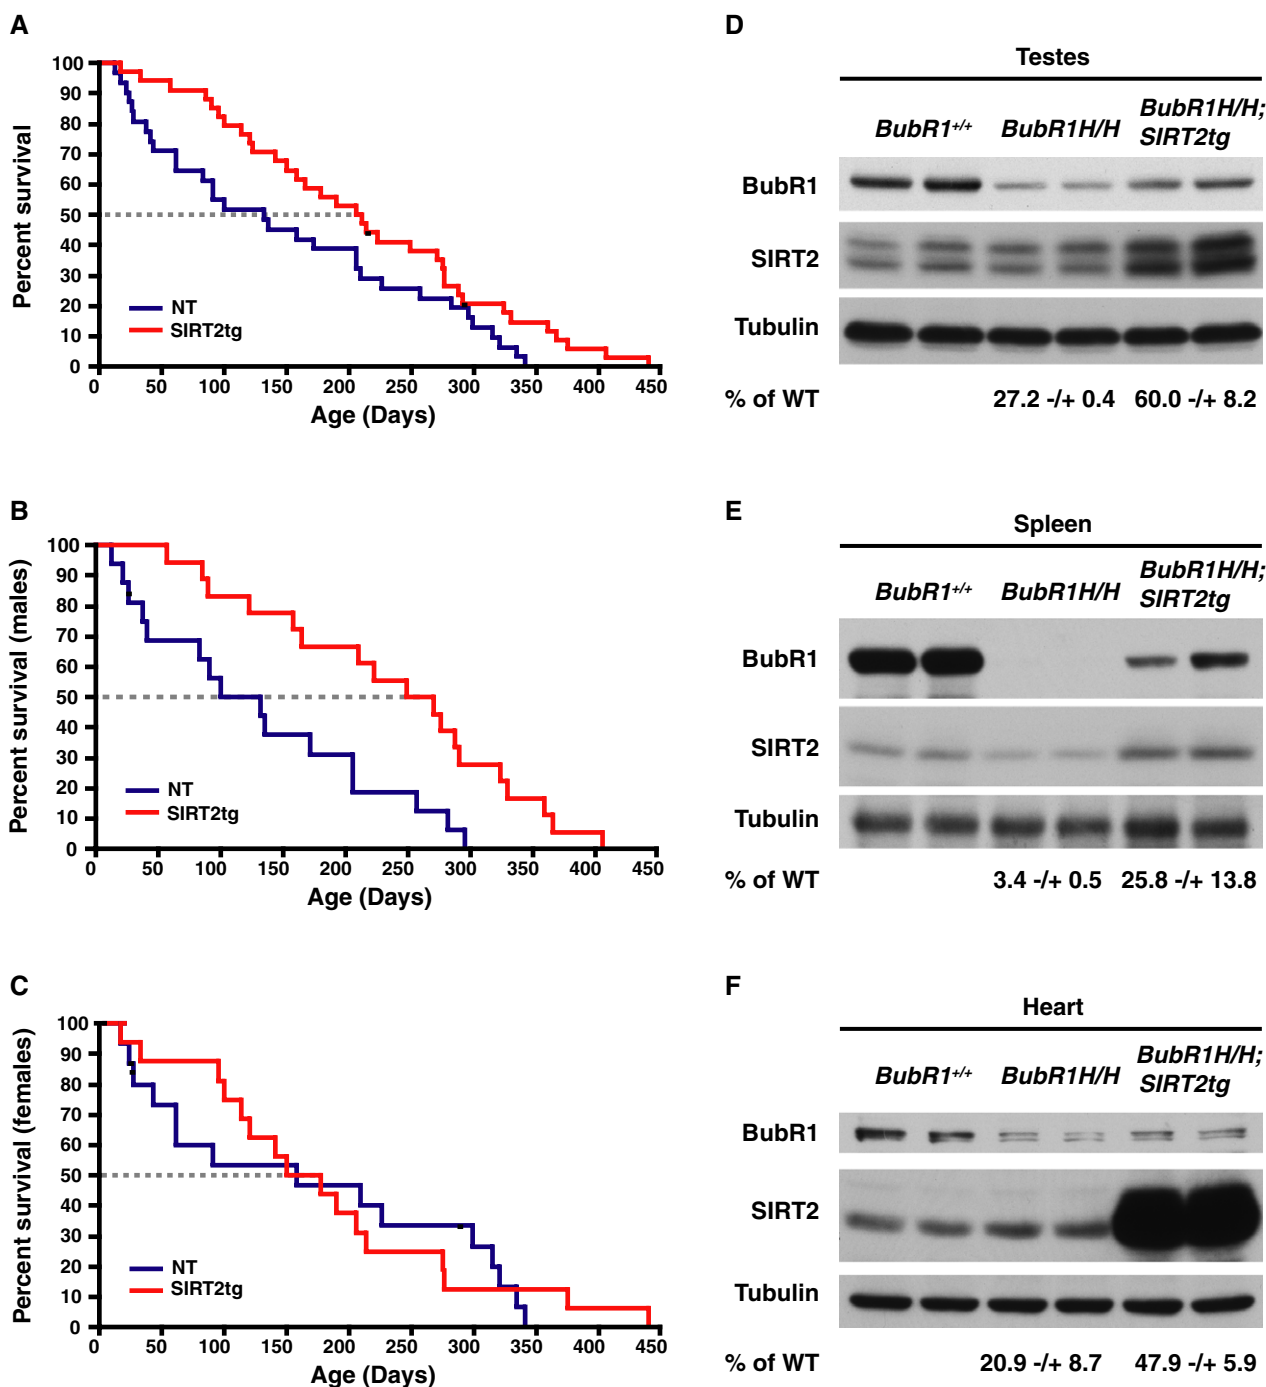 A
100
90
80
70
60
50
40
30
20
10
0
Percent survival
NT
SIRT2tg
0 50 100 150 200 250 300 350 400 450
Age (Days)
B
100
90
80
70
60
50
40
30
20
10
0
Percent survival (males)
NT
SIRT2tg
0 50 100 150 200 250 300 350 400 450
Age (Days)
C
100
90
80
70
60
50
40
30
20
10
0
Percent survival (females)
NT
SIRT2tg
0 50 100 150 200 250 300 350 400 450
Age (Days)
D
Testes
BubR1+/+ BubR1H/H BubR1H/H;
SIRT2tg
BubR1
SIRT2
Tubulin
% of WT 27.2 -/+ 0.4 60.0 -/+ 8.2
E
Spleen
BubR1+/+ BubR1H/H BubR1H/H;
SIRT2tg
BubR1
SIRT2
Tubulin
% of WT 3.4 -/+ 0.5 25.8 -/+ 13.8
F
Heart
BubR1+/+ BubR1H/H BubR1H/H;
SIRT2tg
BubR1
SIRT2
Tubulin
% of WT 20.9 -/+ 8.7 47.9 -/+ 5.9